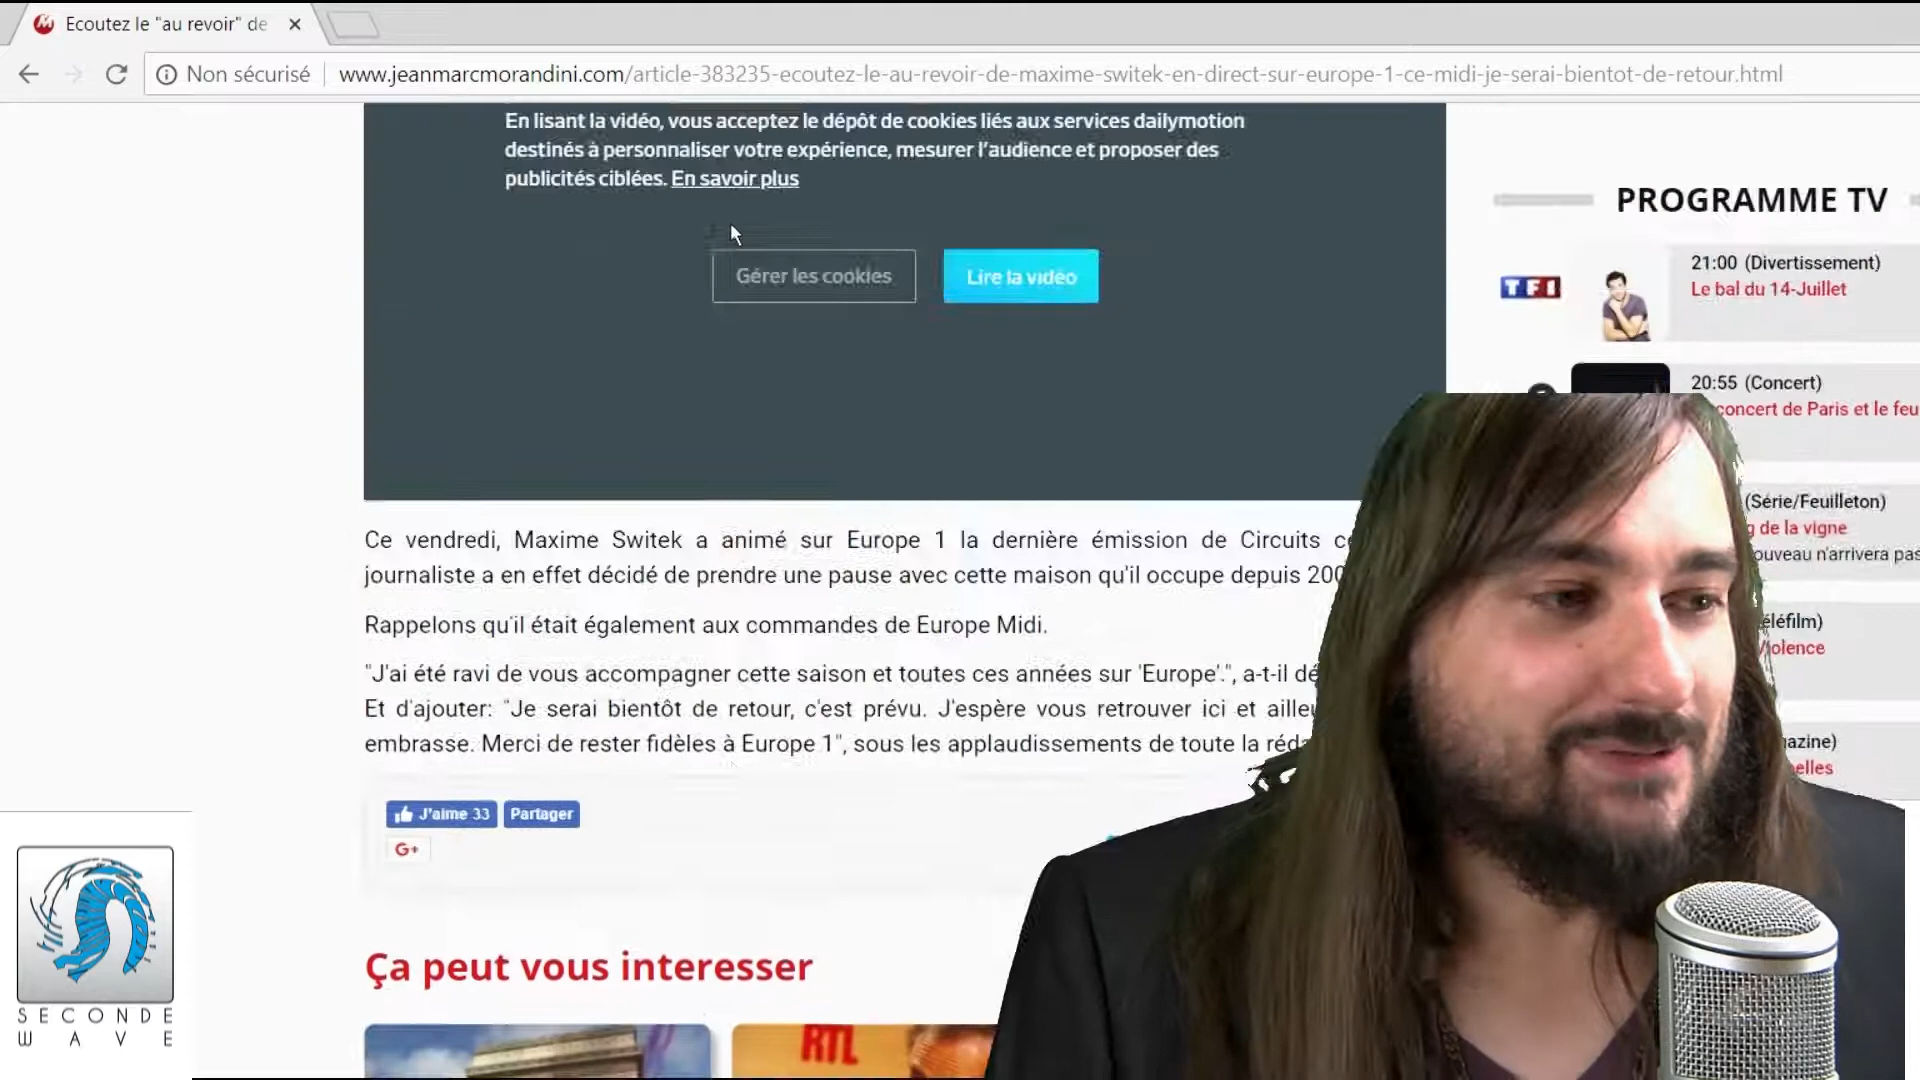 Ecoutez le "au revoir" de
Non sécurisé
www.jeanmarcmorandini.com/article-383235-ecoutez-le-au-revoir-de-maxime-switek-en-direct-sur-europe-1-ce-midi-je-serai-bientot-de-retour.html
En lisant la vidéo, vous acceptez le dépôt de cookies liés aux services dailymotion
destinés à personnaliser votre expérience, mesurer l'audience et proposer des
publicités ciblées. En savoir plus
Gérer les cookies
Lire la vidéo
Ce vendredi, Maxime Switek a animé sur Europe 1 la dernière émission de Circuits
journaliste a en effet décidé de prendre une pause avec cette maison qu'il occupe depuis
Rappelons qu'il était également aux commandes de Europe Midi.
"J'ai été ravi de vous accompagner cette saison et toutes ces années sur 'Europe'.", a-t-il
Et d'ajouter: "Je serai bientôt de retour, c'est prévu. J'espère vous retrouver ici et
embrasse. Merci de rester fidèles à Europe 1", sous les applaudissements de toute la
J'aime 33
Partager
G+
Ça peut vous interesser
RTL
PROGRAMME TV
TF1
21:00 (Divertissement)
Le bal du 14-Juillet
20:55 (Concert)
concert de Paris et le feu
(Série/Feuilleton)
de la vigne
n'arrivera pas
SECONDE
WAVE